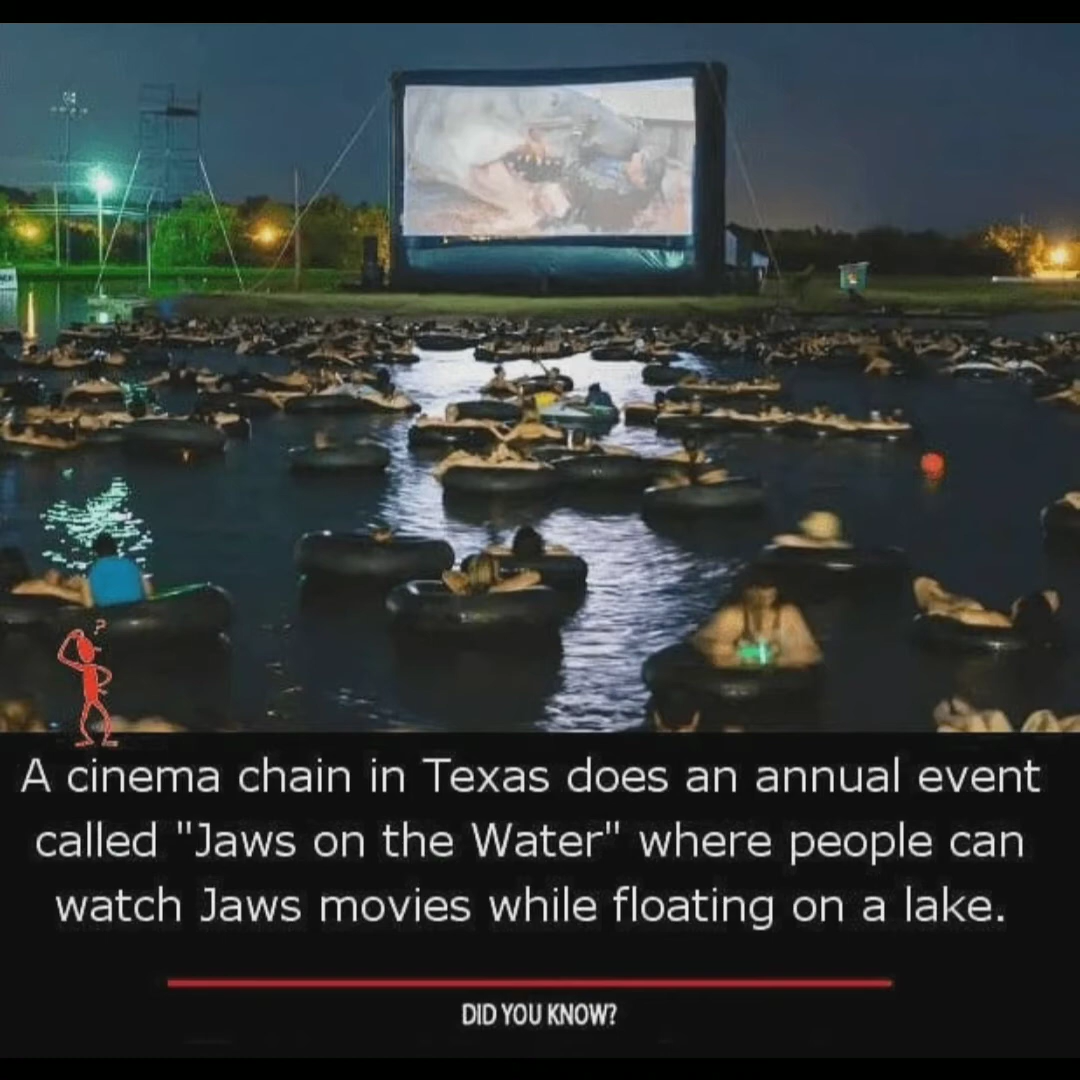 ?
A cinema chain in Texas does an annual event
called "Jaws on the Water" where people can
watch Jaws movies while floating on a lake.
DID YOU KNOW?